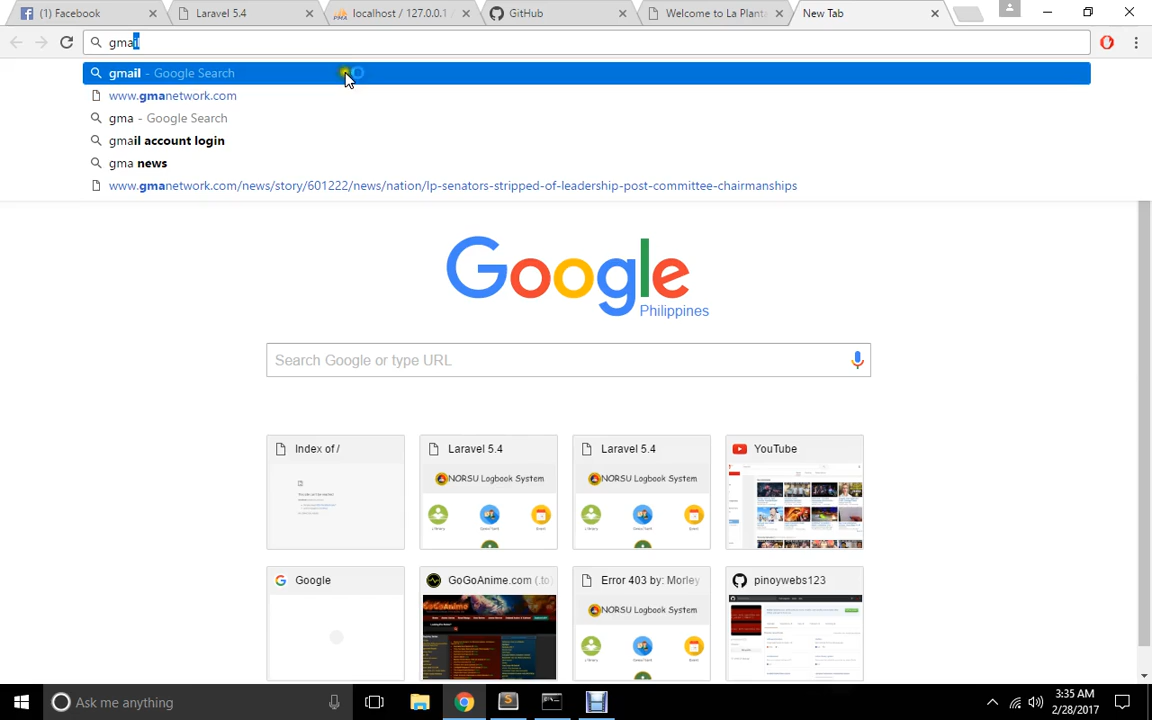 (1) Facebook
Laravel 5.4
localhost / 127.0.0.1
GitHub
Welcome to La Plant
New Tab
gmail
gmail - Google Search
www.gmanetwork.com
gma - Google Search
gmail account login
gma news
www.gmanetwork.com/news/story/601222/news/nation/lp-senators-stripped-of-leadership-post-committee-chairmanships
Google
Philippines
Search Google or type URL
Index of /
Laravel 5.4
Laravel 5.4
YouTube
NORSU Logbook System
NORSU Logbook System
Google
GoGoAnime.com (.to)
Error 403 by: Morley
pinoywebs123
NORSU Logbook System
Ask me anything
3:35 AM
2/28/2017